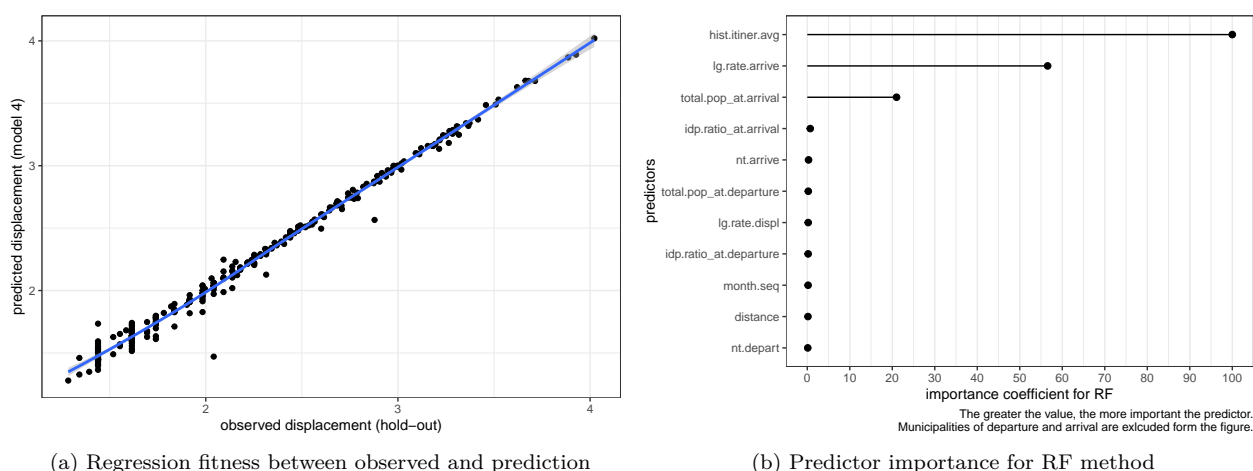 4
3
2
predicted displacement (model 4)
2
3
4
observed displacement (hold−out)
(a) Regression fitness between observed and prediction
hist.itiner.avg
lg.rate.arrive
total.pop_at.arrival
idp.ratio_at.arrival
nt.arrive
total.pop_at.departure
lg.rate.displ
idp.ratio_at.departure
month.seq
distance
nt.depart
predictors
0 10 20 30 40 50 60 70 80 90 100
importance coefficient for RF
The greater the value, the more important the predictor.
Municipalities of departure and arrival are exlcuded form the figure.
(b) Predictor importance for RF method